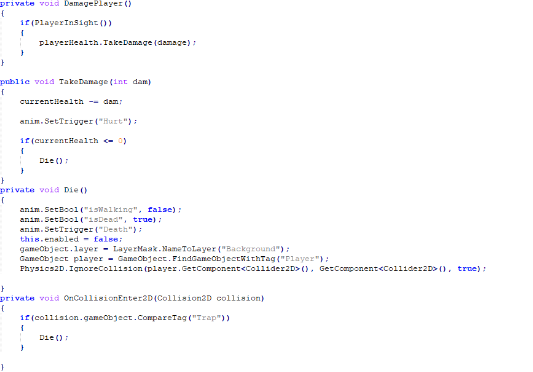 private void DamagePlayer()
{
if(PlayerInSight())
{
playerHealth.TakeDamage(damage);
}
}
public void TakeDamage(int dam)
{
currentHealth -= dam;
anim.SetTrigger("Hurt");
if(currentHealth <= 0)
{
Die();
}
}
private void Die()
{
anim.SetBool("isWalking", false);
anim.SetBool("isDead", true);
anim.SetTrigger("Death");
this.enabled = false;
gameObject.layer = LayerMask.NameToLayer("Background");
GameObject player = GameObject.FindGameObjectWithTag("Player");
Physics2D.IgnoreCollision(player.GetComponent<Collider2D>(), GetComponent<Collider2D>(), true);
}
private void OnCollisionEnter2D(Collision2D collision)
{
if(collision.gameObject.CompareTag("Trap"))
{
Die();
}
}